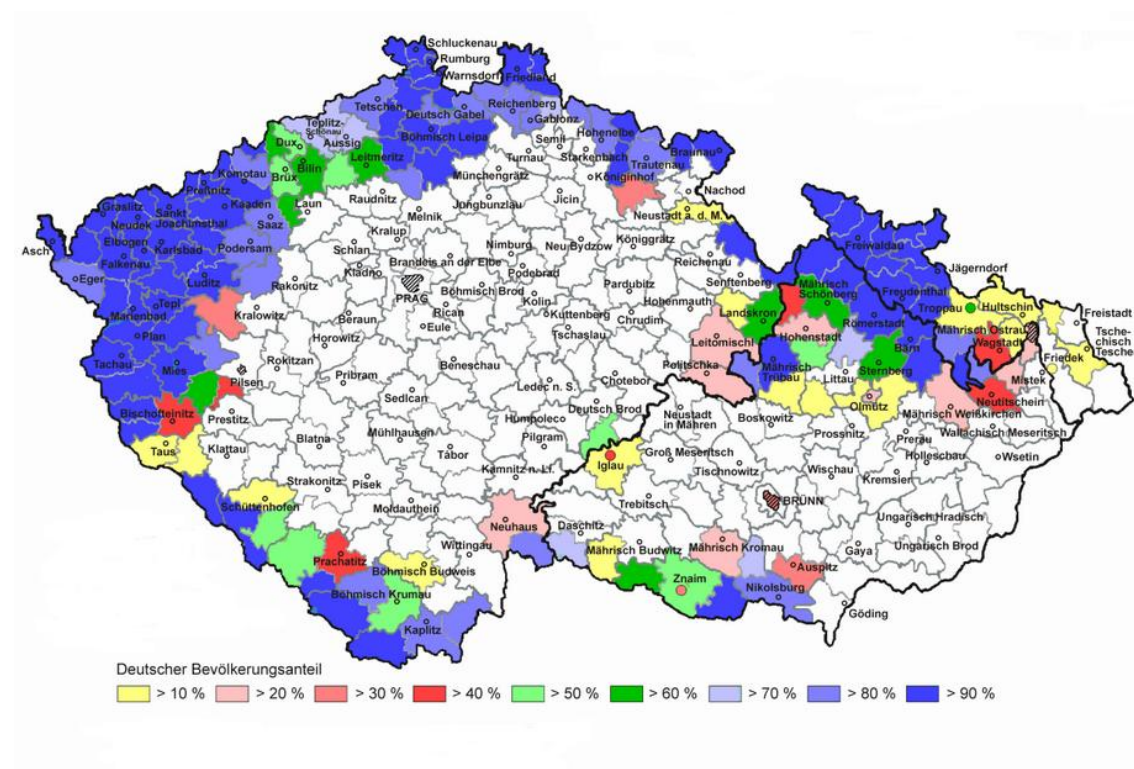 Schluckenau
Rumburg
Warnsdorf
Friedland
Tetschen
Reichenberg
Deutsch Gabel
Gablonz
Teplitz-
Schönau
Aussig
Böhmisch Leipa
Semil
Hohenelbe
Dux
Leitmeritz
Turnau
Starkenbach
Trautenau
Braunau
Bilin
Brüx
Komotau
Münchengrätz
Königinhof
Preßnitz
Raudnitz
Jungbunzlau
Jicin
Nachod
Graslitz
Sankt
Joachimsthal
Kaaden
Laun
Melnik
Neustadt a. d. M.
Neudek
Saaz
Kralup
Asch
Elbogen
Karlsbad
Podersam
Schlan
Nimburg
Neu Bydzow
Königgrätz
Freiwaldau
Falkenau
Brandeis an der Elbe
Reichenau
Eger
Kladno
Podebrad
Jägerndorf
Luditz
Rakonitz
PRAG
Böhmisch Brod
Pardubitz
Senftenberg
Mährisch
Schönberg
Freudenthal
Tepl
Kolin
Hohenmauth
Troppau
Hultschin
Marienbad
Kralowitz
Beraun
Rican
Kuttenberg
Chrudim
Landskron
Römerstadt
Freistadt
Plan
Eule
Tschaslau
Hohenstadt
Mährisch Ostrau
Tsche-
chisch
Teschen
Horowitz
Leitomischl
Bärn
Wagstadt
Tachau
Mies
Rokitzan
Beneschau
Politschka
Mährisch
Trübau
Littau
Sternberg
Friedek
Pilsen
Pribram
Ledec n. S.
Chotebor
Mistek
Bischofteinitz
Prestitz
Sedlcan
Deutsch Brod
Neustadt
in Mähren
Boskowitz
Olmütz
Neutitschein
Mährisch Weißkirchen
Humpolec
Taus
Klattau
Blatna
Mühlhausen
Pilgram
Prossnitz
Prerau
Wallachisch Meseritsch
Tábor
Iglau
Groß Meseritsch
Holleschau
Wsetin
Kamnitz n. Lf.
Tischnowitz
Wischau
Kremsier
Strakonitz
Pisek
Schüttenhofen
Moldauthein
Trebitsch
BRÜNN
Neuhaus
Daschitz
Ungarisch Hradisch
Wittingau
Mährisch Budwitz
Mährisch Kromau
Gaya
Ungarisch Brod
Prachatitz
Böhmisch Budweis
Auspitz
Znaim
Nikolsburg
Böhmisch Krumau
Göding
Kaplitz
Deutscher Bevölkerungsanteil
> 10 % > 20 % > 30 % > 40 % > 50 % > 60 % > 70 % > 80 % > 90 %